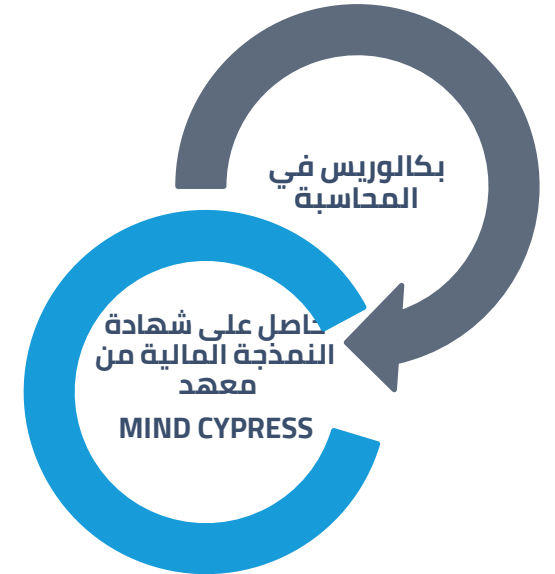 بكالوريس في
المحاسبة
حاصل على شهادة
النمذجة المالية من
معهد
MIND CYPRESS